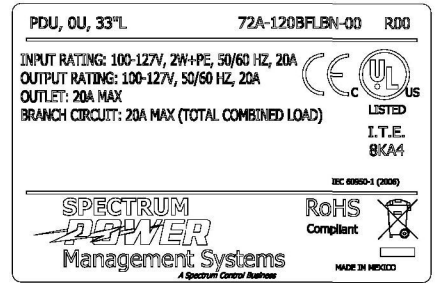 PDU, 0U, 33"L 72A-120BFLBN-00 R00
INPUT RATING: 100-127V, 2W+PE, 50/60 HZ, 20A
OUTPUT RATING: 100-127V, 50/60 HZ, 20A
OUTLET: 20A MAX
BRANCH CIRCUIT: 20A MAX (TOTAL COMBINED LOAD)
CE
C UL US
LISTED
I.T.E.
8KA4
IEC 60950-1 (2006)
SPECTRUM
POWER
Management Systems
A Spectrum Control Business
RoHS
Compliant
MADE IN MEXICO